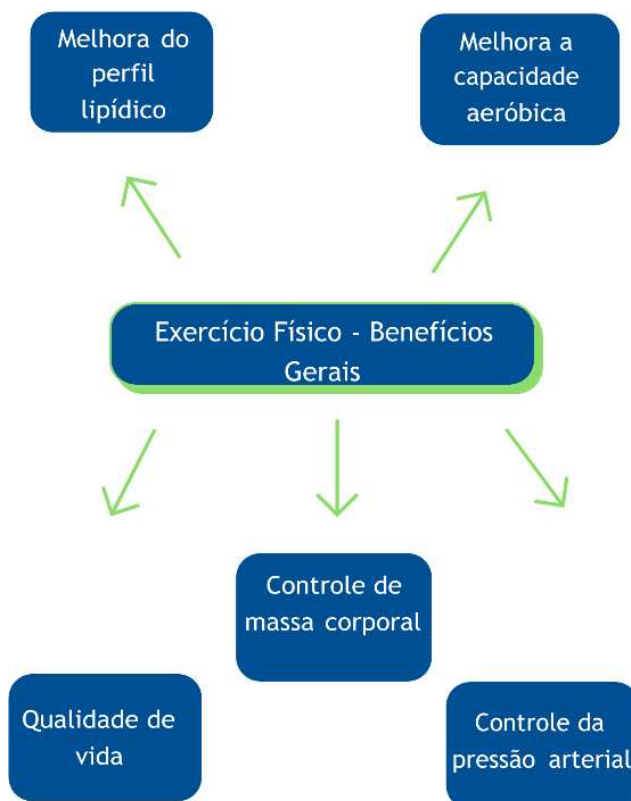 Melhora do
perfil
lipídico
Melhora a
capacidade
aeróbica
Exercício Físico - Benefícios
Gerais
Controle de
massa corporal
Qualidade de
vida
Controle da
pressão arterial